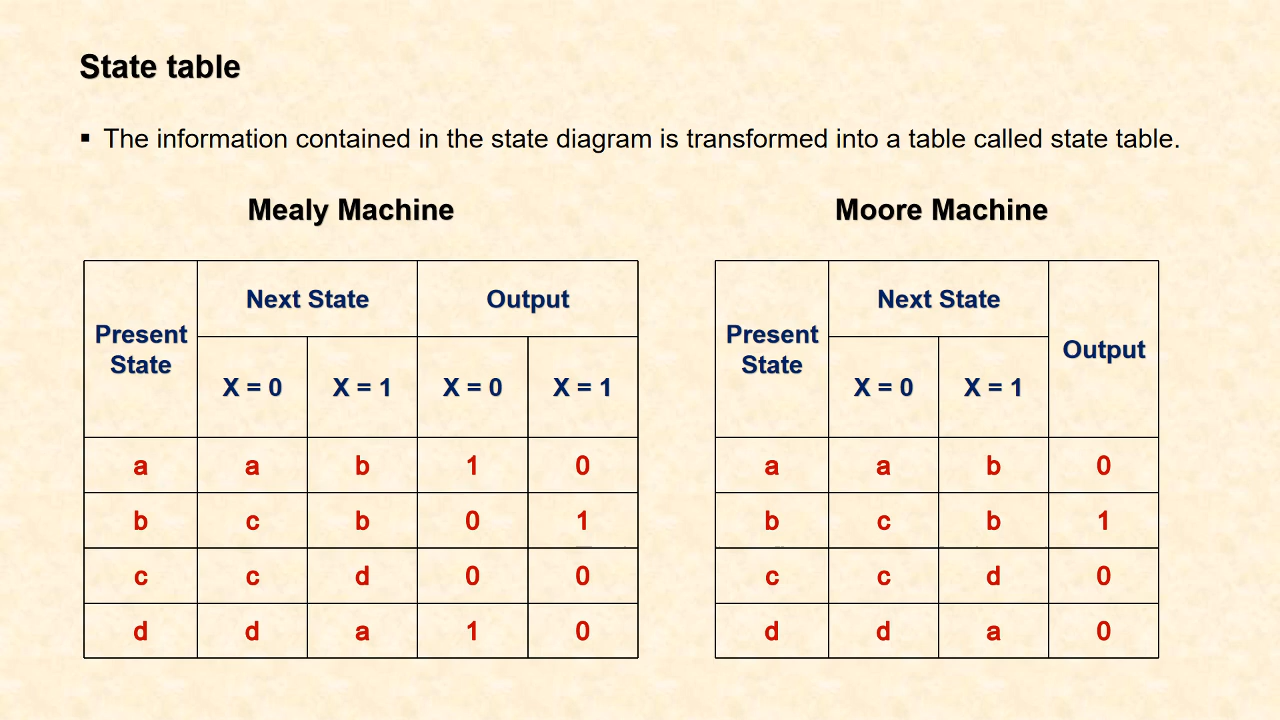 State table
▪ The information contained in the state diagram is transformed into a table called state table.
Mealy Machine
Present State | Next State | Output
X = 0 | X = 1 | X = 0 | X = 1
a | a | b | 1 | 0
b | c | b | 0 | 1
c | c | d | 0 | 0
d | d | a | 1 | 0
Moore Machine
Present State | Next State | Output
X = 0 | X = 1
a | a | b | 0
b | c | b | 1
c | c | d | 0
d | d | a | 0